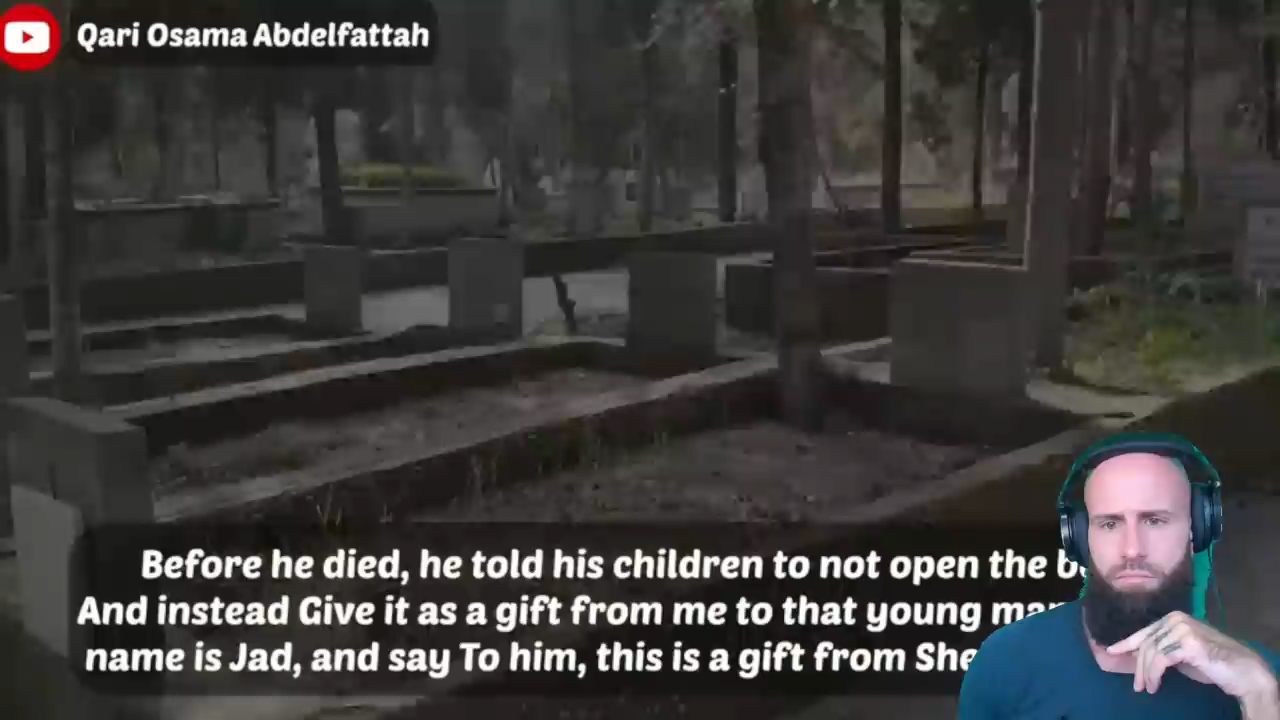 Qari Osama Abdelfattah
Before he died, he told his children to not open the
And instead Give it as a gift from me to that young
name is Jad, and say To him, this is a gift from